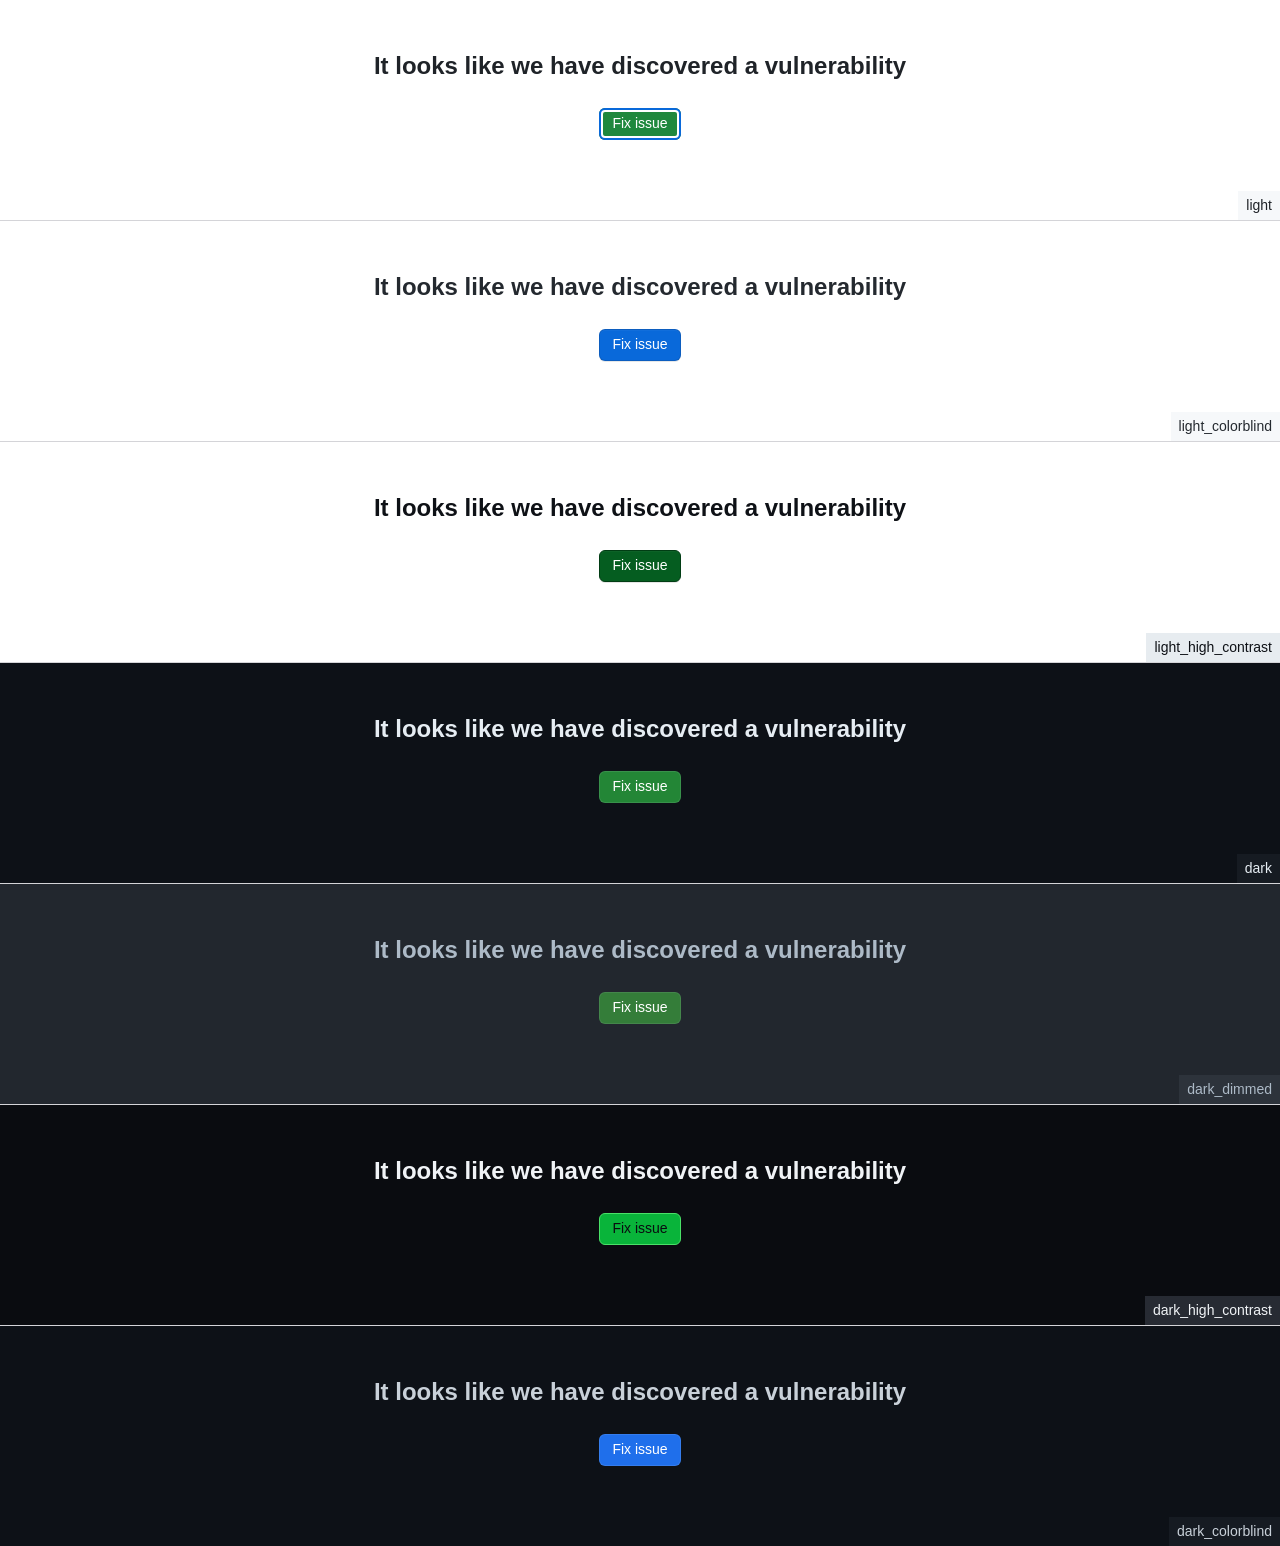 It looks like we have discovered a vulnerability
Fix issue
light
It looks like we have discovered a vulnerability
Fix issue
light_colorblind
It looks like we have discovered a vulnerability
Fix issue
light_high_contrast
It looks like we have discovered a vulnerability
Fix issue
dark
It looks like we have discovered a vulnerability
Fix issue
dark_dimmed
It looks like we have discovered a vulnerability
Fix issue
dark_high_contrast
It looks like we have discovered a vulnerability
Fix issue
dark_colorblind